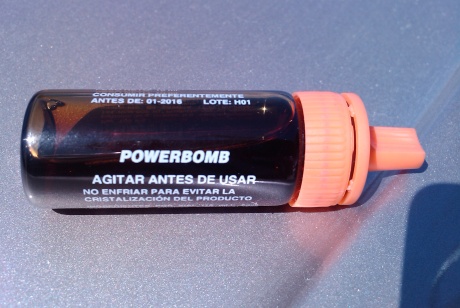 CONSUMIR PREFERENTEMENTE
ANTES DE: 01-2016 LOTE: H01
POWERBOMB
AGITAR ANTES DE USAR
NO ENFRIAR PARA EVITAR LA
CRISTALIZACIÓN DEL PRODUCTO